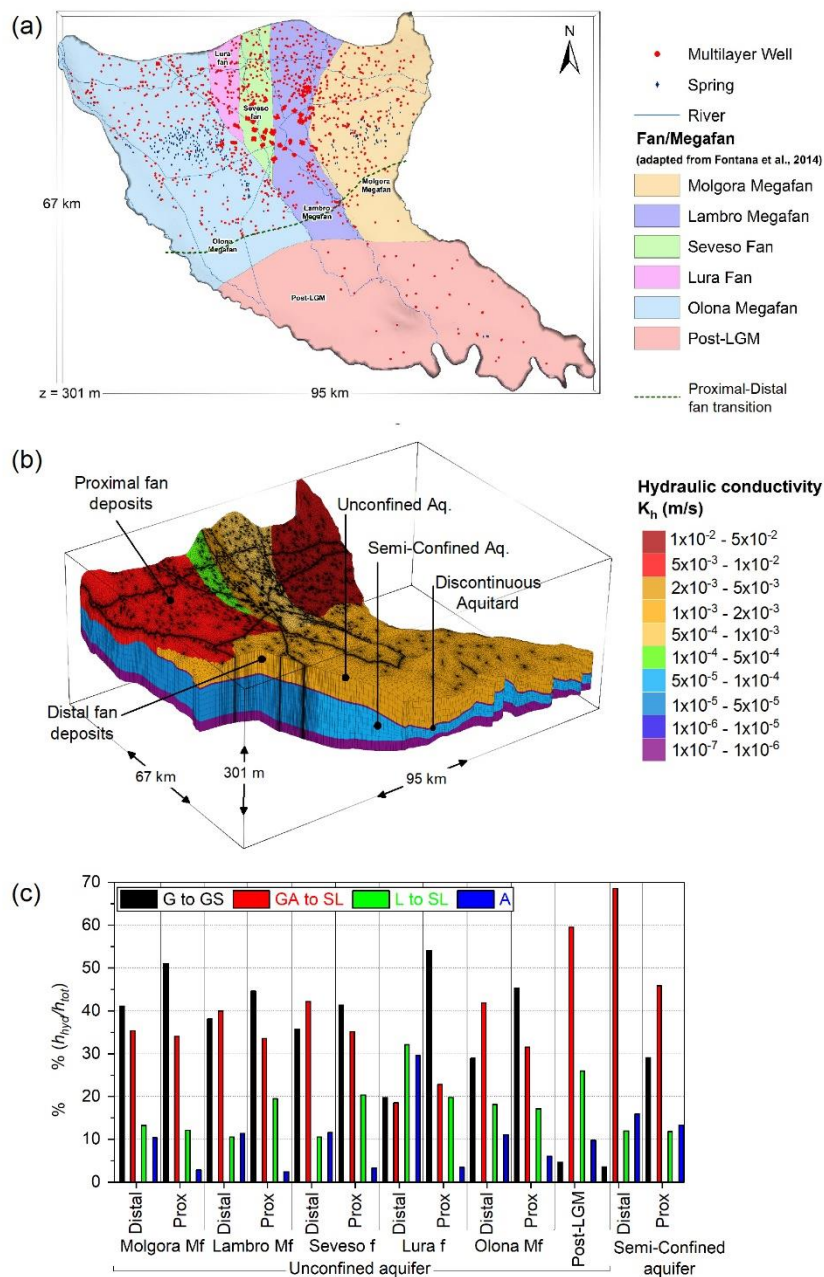 (a)
Lura
fan
Seveso
fan
Molgora
Megafan
Lambro
Megafan
Olona
Megafan
Post-LGM
N
67 km
z = 301 m
95 km
Multilayer Well
Spring
River
Fan/Megafan
(adapted from Fontana et al., 2014)
Molgora Megafan
Lambro Megafan
Seveso Fan
Lura Fan
Olona Megafan
Post-LGM
Proximal-Distal
fan transition
(b)
Proximal fan
deposits
Unconfined Aq.
Semi-Confined Aq.
Discontinuous
Aquitard
Distal fan
deposits
67 km
301 m
95 km
Hydraulic conductivity
Kh (m/s)
1x10-2 - 5x10-2
5x10-3 - 1x10-2
2x10-3 - 5x10-3
1x10-3 - 2x10-3
5x10-4 - 1x10-3
1x10-4 - 5x10-4
5x10-5 - 1x10-4
1x10-5 - 5x10-5
1x10-6 - 1x10-5
1x10-7 - 1x10-6
(c)
G to GS
GA to SL
L to SL
A
% % (hhyd/htot)
70
60
50
40
30
20
10
0
Distal
Prox
Distal
Prox
Distal
Prox
Distal
Prox
Distal
Prox
Post-LGM
Distal
Prox
Molgora Mf
Lambro Mf
Seveso f
Lura f
Olona Mf
Semi-Confined
aquifer
Unconfined aquifer